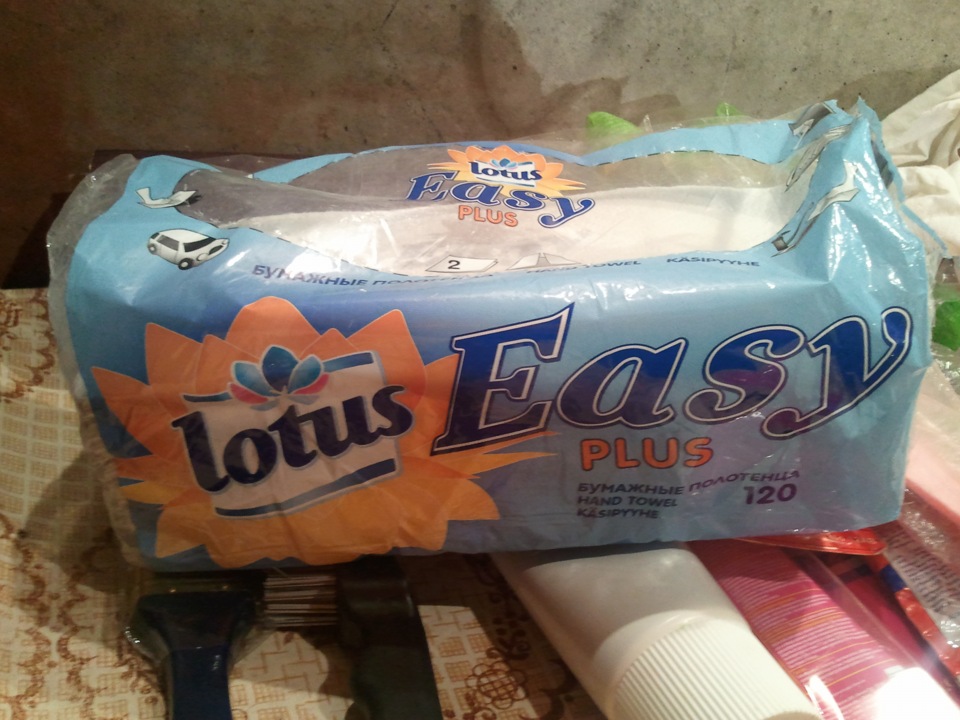 lotus
Easy
PLUS
2
БУМАЖНЫЕ ПОЛОТЕНЦА HAND TOWEL KÄSIPYYHE
lotus Easy
PLUS
БУМАЖНЫЕ ПОЛОТЕНЦА
HAND TOWEL 120
KÄSIPYYHE